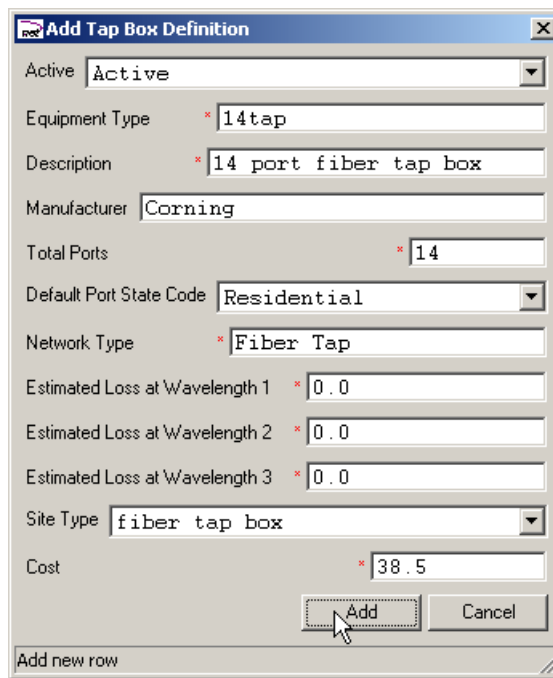 Add Tap Box Definition
Active Active
Equipment Type * 14tap
Description * 14 port fiber tap box
Manufacturer Corning
Total Ports * 14
Default Port State Code Residential
Network Type * Fiber Tap
Estimated Loss at Wavelength 1 * 0.0
Estimated Loss at Wavelength 2 * 0.0
Estimated Loss at Wavelength 3 * 0.0
Site Type fiber tap box
Cost * 38.5
Add Cancel
Add new row